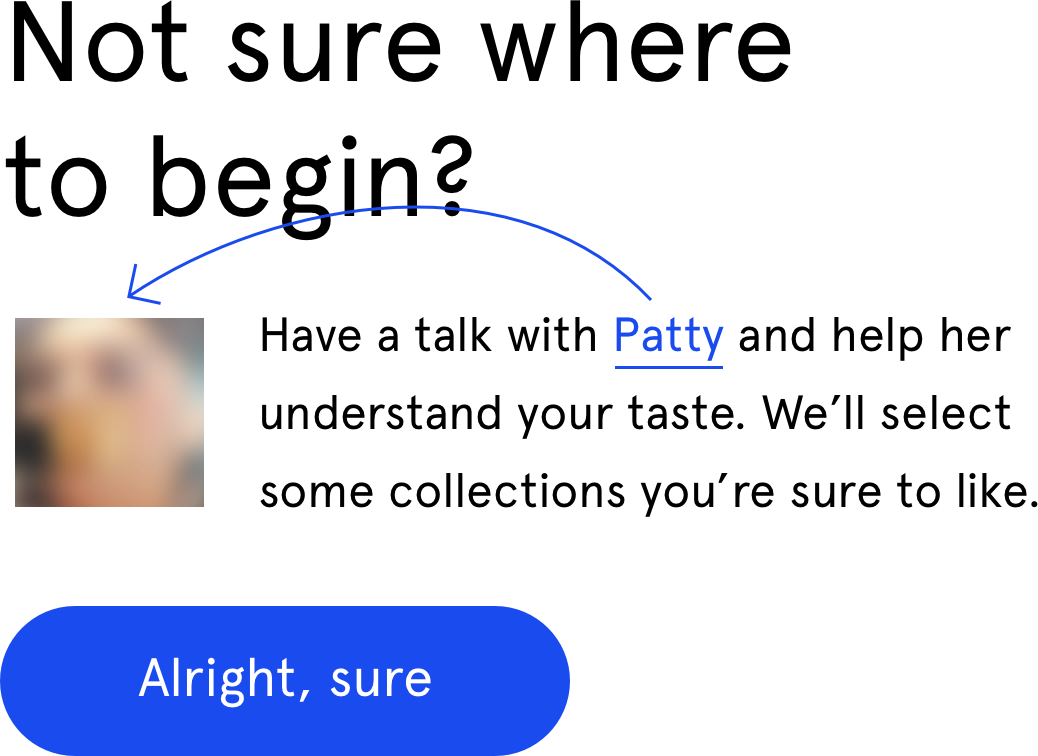 Not sure where
to begin?
Have a talk with Patty and help her
understand your taste. We’ll select
some collections you’re sure to like.
Alright, sure